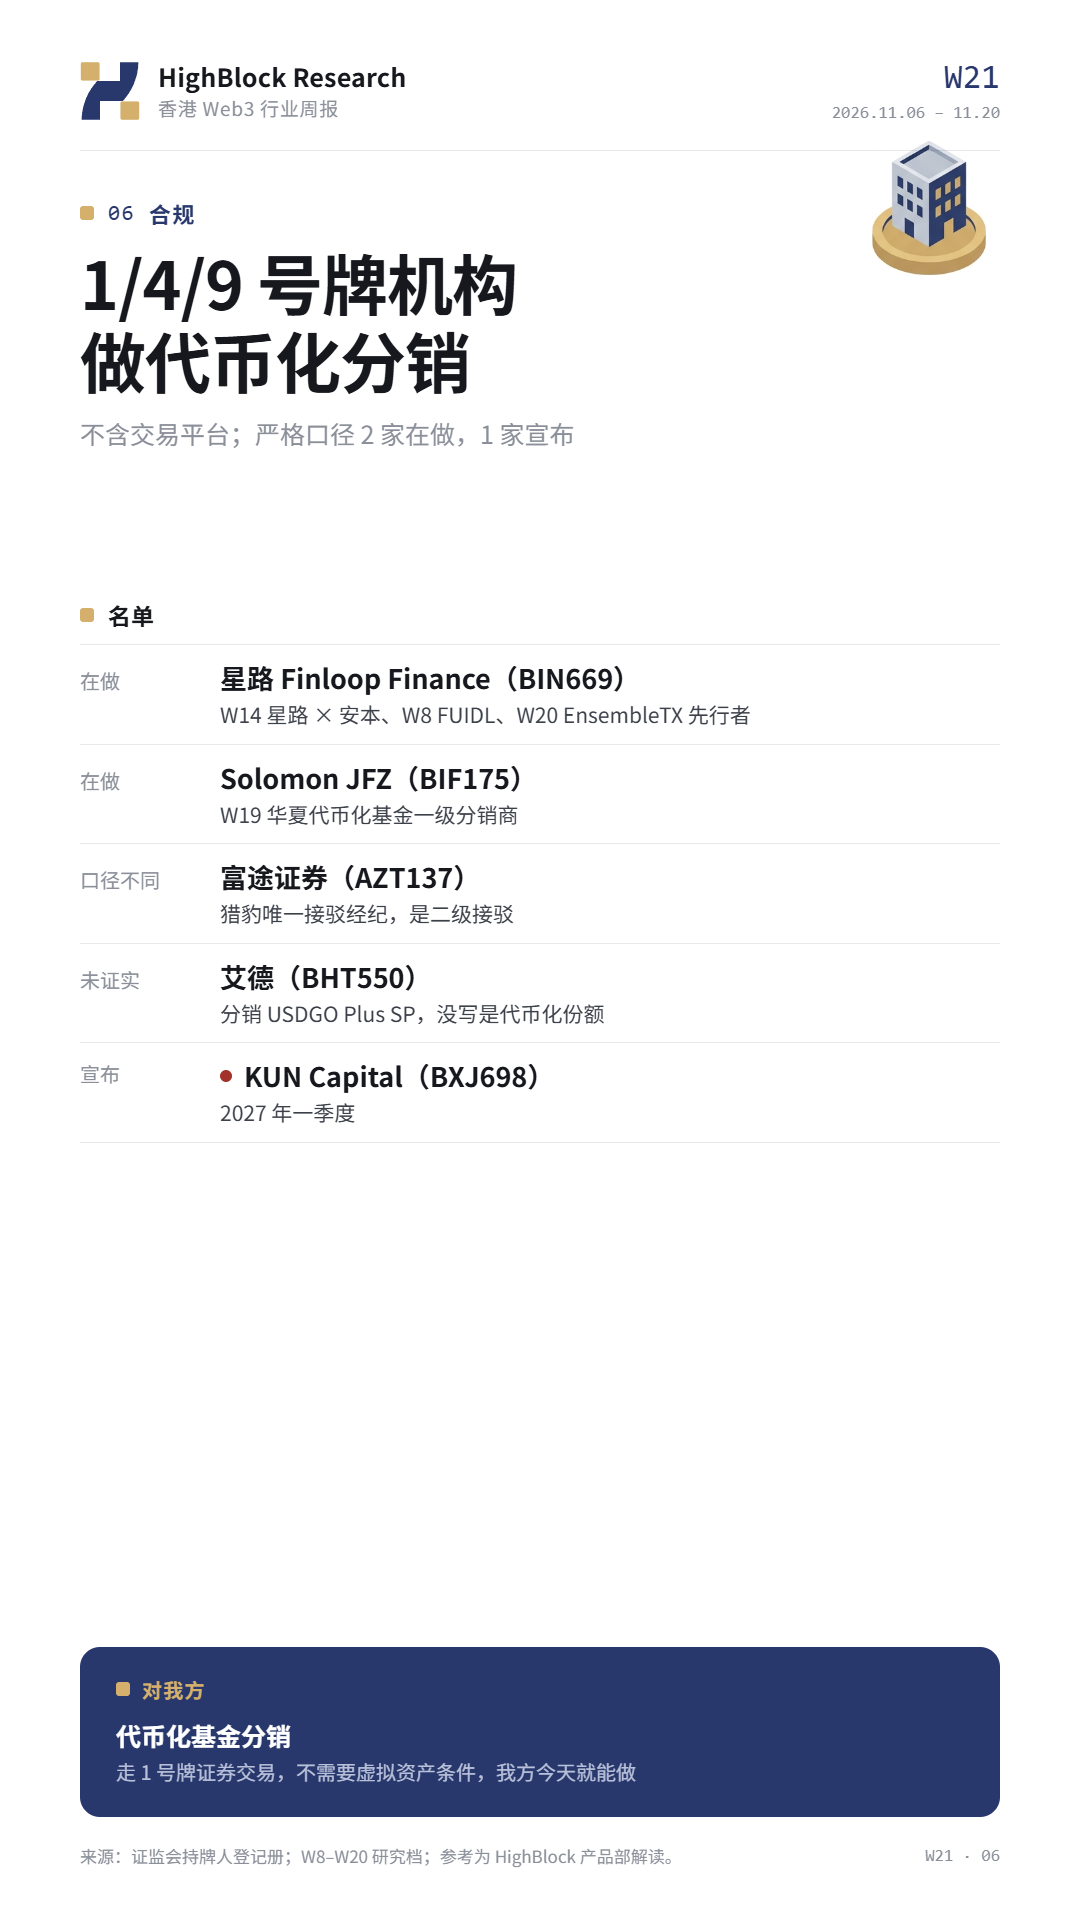 HighBlock Research
香港 Web3 行业周报
W21
2026.11.06 – 11.20
06 合规
1/4/9 号牌机构
做代币化分销
不含交易平台；严格口径 2 家在做，1 家宣布
名单
在做
星路 Finloop Finance（BIN669）
W14 星路 × 安本、W8 FUIDL、W20 EnsembleTX 先行者
在做
Solomon JFZ（BIF175）
W19 华夏代币化基金一级分销商
口径不同
富途证券（AZT137）
猎豹唯一接驳经纪，是二级接驳
未证实
艾德（BHT550）
分销 USDGO Plus SP，没写是代币化份额
宣布
KUN Capital（BXJ698）
2027 年一季度
对我方
代币化基金分销
走 1 号牌证券交易，不需要虚拟资产条件，我方今天就能做
来源：证监会持牌人登记册；W8–W20 研究档；参考为 HighBlock 产品部解读。
W21 · 06